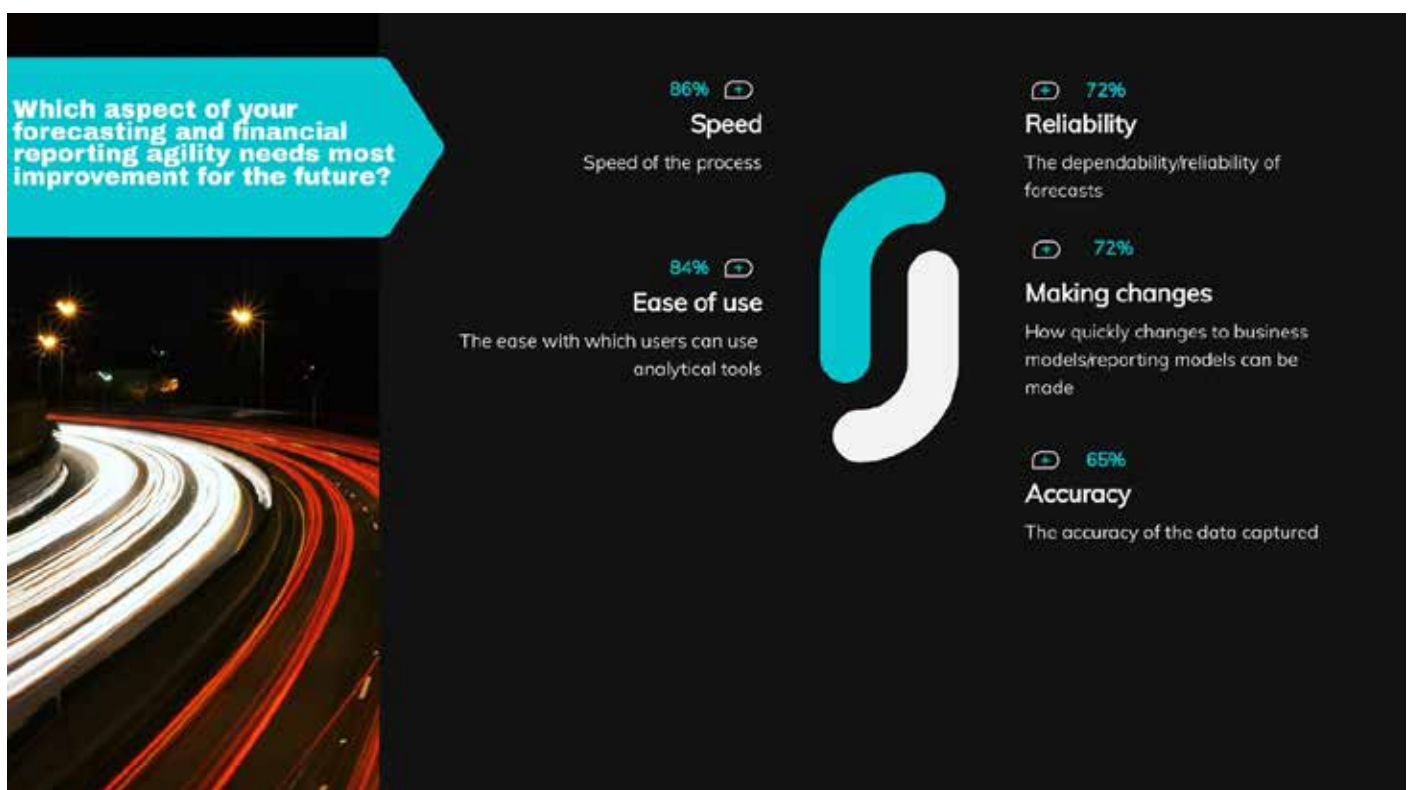 Which aspect of your
forecasting and financial
reporting agility needs most
improvement for the future?
86%
Speed
Speed of the process
84%
Ease of use
The ease with which users can use
analytical tools
72%
Reliability
The dependability/reliability of
forecasts
72%
Making changes
How quickly changes to business
models/reporting models can be
made
65%
Accuracy
The accuracy of the data captured